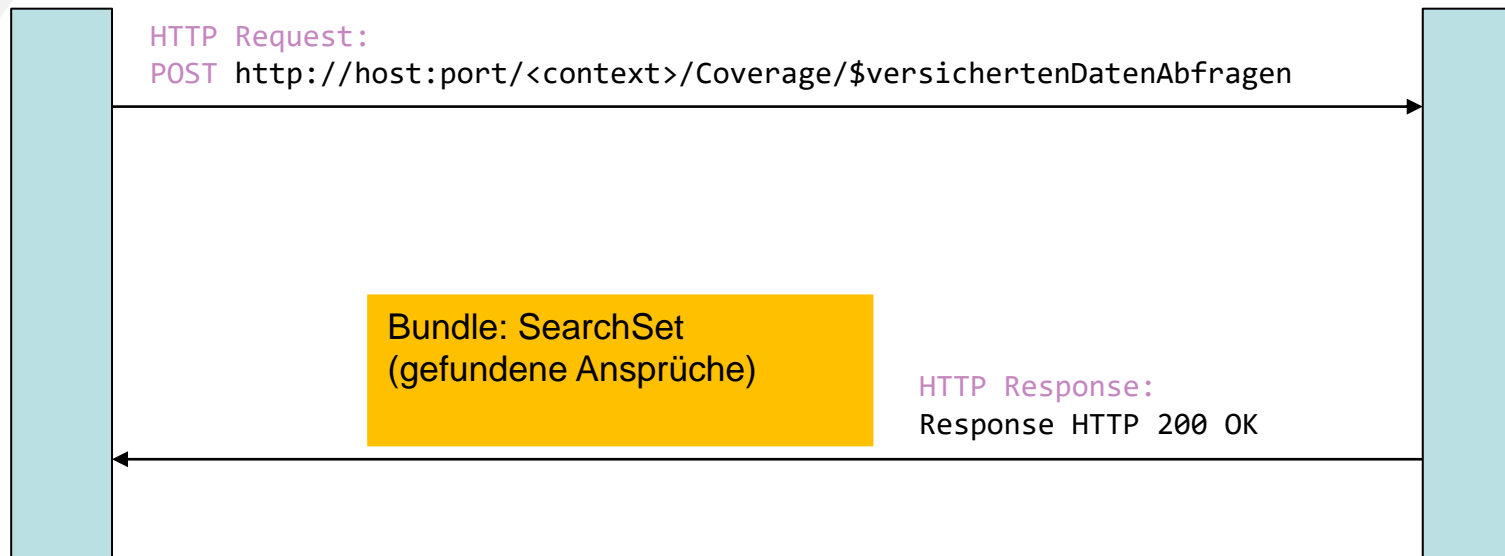 HTTP Request:
POST http://host:port/<context>/Coverage/$versichertenDatenAbfragen
Bundle: SearchSet
(gefundene Ansprüche)
HTTP Response:
Response HTTP 200 OK